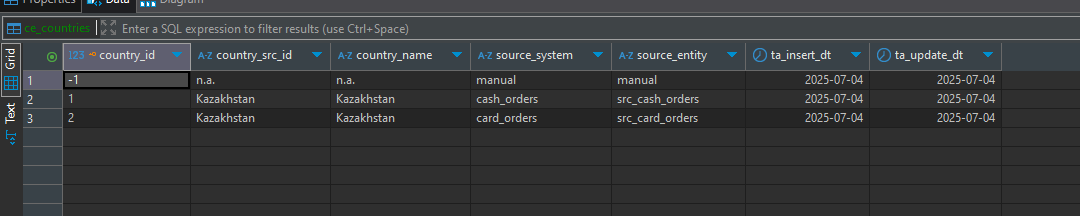 Properties Data Diagram
ce_countries Enter a SQL expression to filter results (use Ctrl+Space)
Grid
Text
123 country_id A-Z country_src_id A-Z country_name A-Z source_system A-Z source_entity ta_insert_dt ta_update_dt
1 -1 n.a. n.a. manual manual 2025-07-04 2025-07-04
2 1 Kazakhstan Kazakhstan cash_orders src_cash_orders 2025-07-04 2025-07-04
3 2 Kazakhstan Kazakhstan card_orders src_card_orders 2025-07-04 2025-07-04